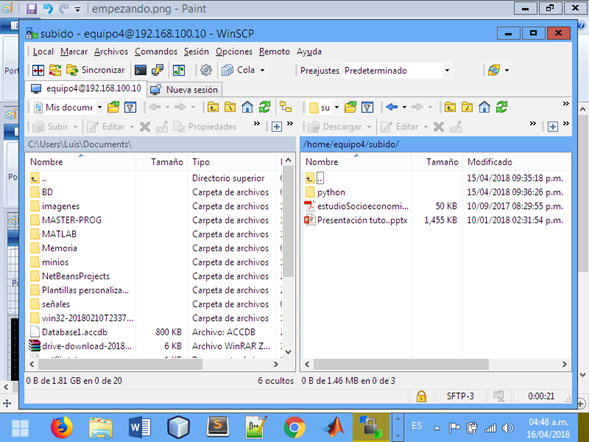 empezando.png - Paint
subido - equipo4@192.168.100.10 - WinSCP
Local Marcar Archivos Comandos Sesión Opciones Remoto Ayuda
Sincronizar Cola Preajustes Predeterminado
equipo4@192.168.100.10 Nueva sesión
Mis docume su
Subir Editar Propiedades Descargar Editar
C:\Users\Luis\Documents\ /home/equipo4/subido/
Nombre Tamaño Tipo Nombre Tamaño Modificado
.. Directorio superior .. 15/04/2018 09:35:18 p.m.
BD Carpeta de archivos python 15/04/2018 09:36:26 p.m.
imagenes Carpeta de archivos estudioSocioeconomi... 50 KB 10/09/2017 08:29:55 p.m.
MASTER-PROG Carpeta de archivos Presentación tuto..pptx 1,455 KB 10/01/2018 02:31:54 p.m.
MATLAB Carpeta de archivos
Memoria Carpeta de archivos
minios Carpeta de archivos
NetBeansProjects Carpeta de archivos
Plantillas personaliza... Carpeta de archivos
señales Carpeta de archivos
win32-20180210T2337... Carpeta de archivos
Database1.accdb 800 KB Archivo: ACCDB
drive-download-2018... 6 KB Archivo WinRAR Z...
0 B de 1.81 GB en 0 de 20 6 ocultos 0 B de 1.46 MB en 0 de 3
SFTP-3 0:00:21
ES 04:48 a.m.
16/04/2018